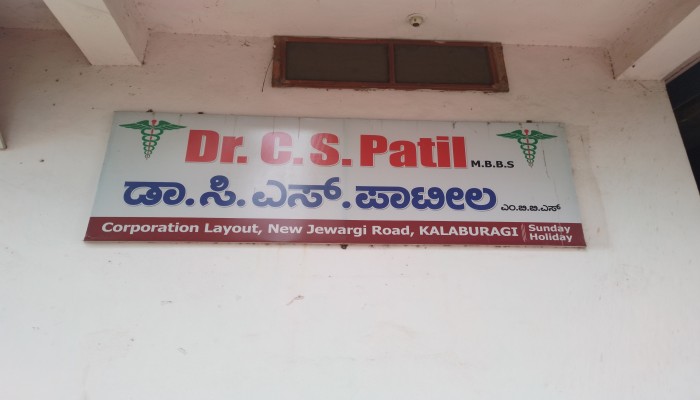 Dr. C. S. Patil M.B.B.S
ಡಾ. ಸಿ. ಎಸ್. ಪಾಟೀಲ ಎಂ.ಬಿ.ಬಿ.ಎಸ್
Corporation Layout, New Jewargi Road, KALABURAGI Sunday Holiday